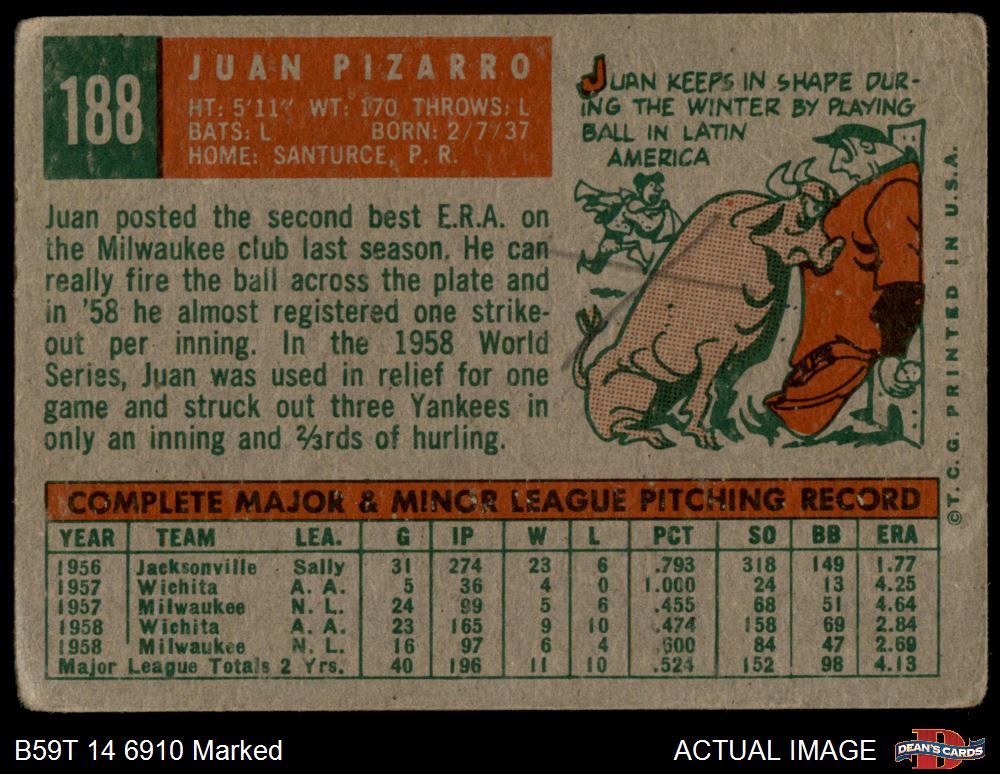 188
JUAN PIZARRO
HT: 5'11" WT: 170 THROWS: L
BATS: L BORN: 2/7/37
HOME: SANTURCE, P. R.
JUAN KEEPS IN SHAPE DUR-
ING THE WINTER BY PLAYING
BALL IN LATIN
AMERICA
Juan posted the second best E.R.A. on
the Milwaukee club last season. He can
really fire the ball across the plate and
in '58 he almost registered one strike-
out per inning. In the 1958 World
Series, Juan was used in relief for one
game and struck out three Yankees in
only an inning and ⅔rds of hurling.
©T.C.G. PRINTED IN U.S.A.
COMPLETE MAJOR & MINOR LEAGUE PITCHING RECORD
YEAR TEAM LEA. G IP W L PCT SO BB ERA
1956 Jacksonville Sally 31 274 23 6 .793 318 149 1.77
1957 Wichita A. A. 5 36 4 0 1.000 24 13 4.25
1957 Milwaukee N. L. 24 99 5 6 .455 68 51 4.64
1958 Wichita A. A. 23 165 9 10 .474 158 69 2.84
1958 Milwaukee N. L. 16 97 6 4 .600 84 47 2.69
Major League Totals 2 Yrs. 40 196 11 10 .524 152 98 4.13
B59T 14 6910 Marked
ACTUAL IMAGE
DEAN'S CARDS